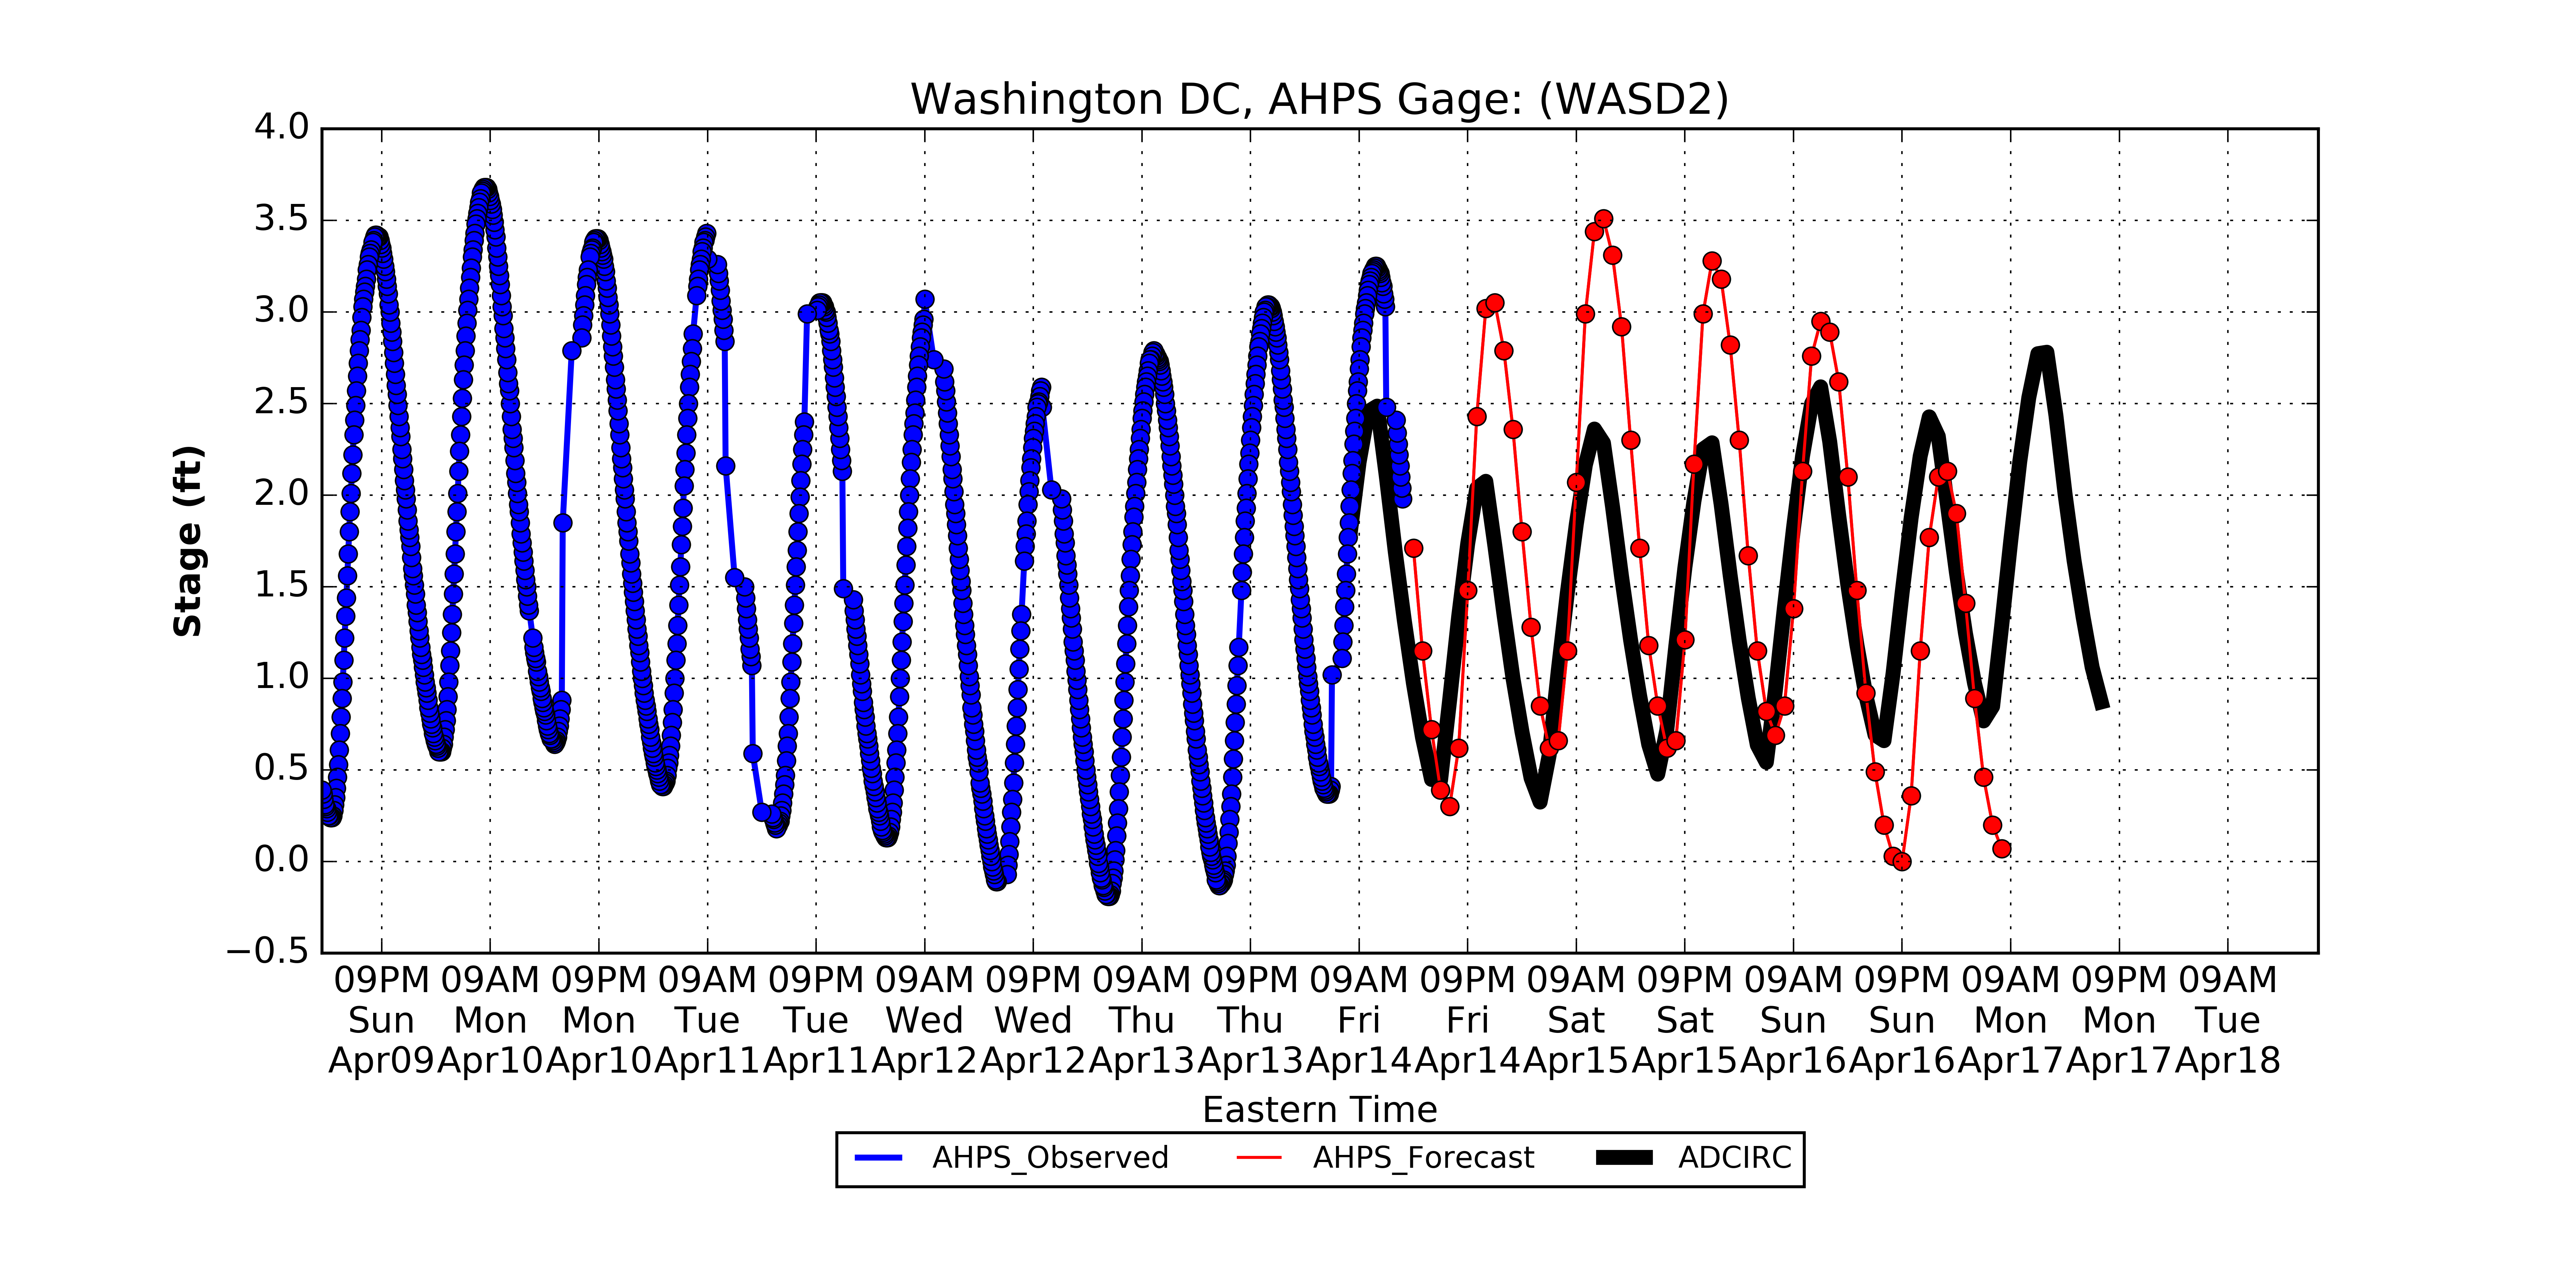 Washington DC, AHPS Gage: (WASD2)
Stage (ft)
4.0
3.5
3.0
2.5
2.0
1.5
1.0
0.5
0.0
−0.5
09PM 09AM 09PM 09AM 09PM 09AM 09PM 09AM 09PM 09AM 09PM 09AM 09PM 09AM 09PM 09AM 09PM 09AM
Sun Mon Mon Tue Tue Wed Wed Thu Thu Fri Fri Sat Sat Sun Sun Mon Mon Tue
Apr09 Apr10 Apr10 Apr11 Apr11 Apr12 Apr12 Apr13 Apr13 Apr14 Apr14 Apr15 Apr15 Apr16 Apr16 Apr17 Apr17 Apr18
Eastern Time
AHPS_Observed AHPS_Forecast ADCIRC